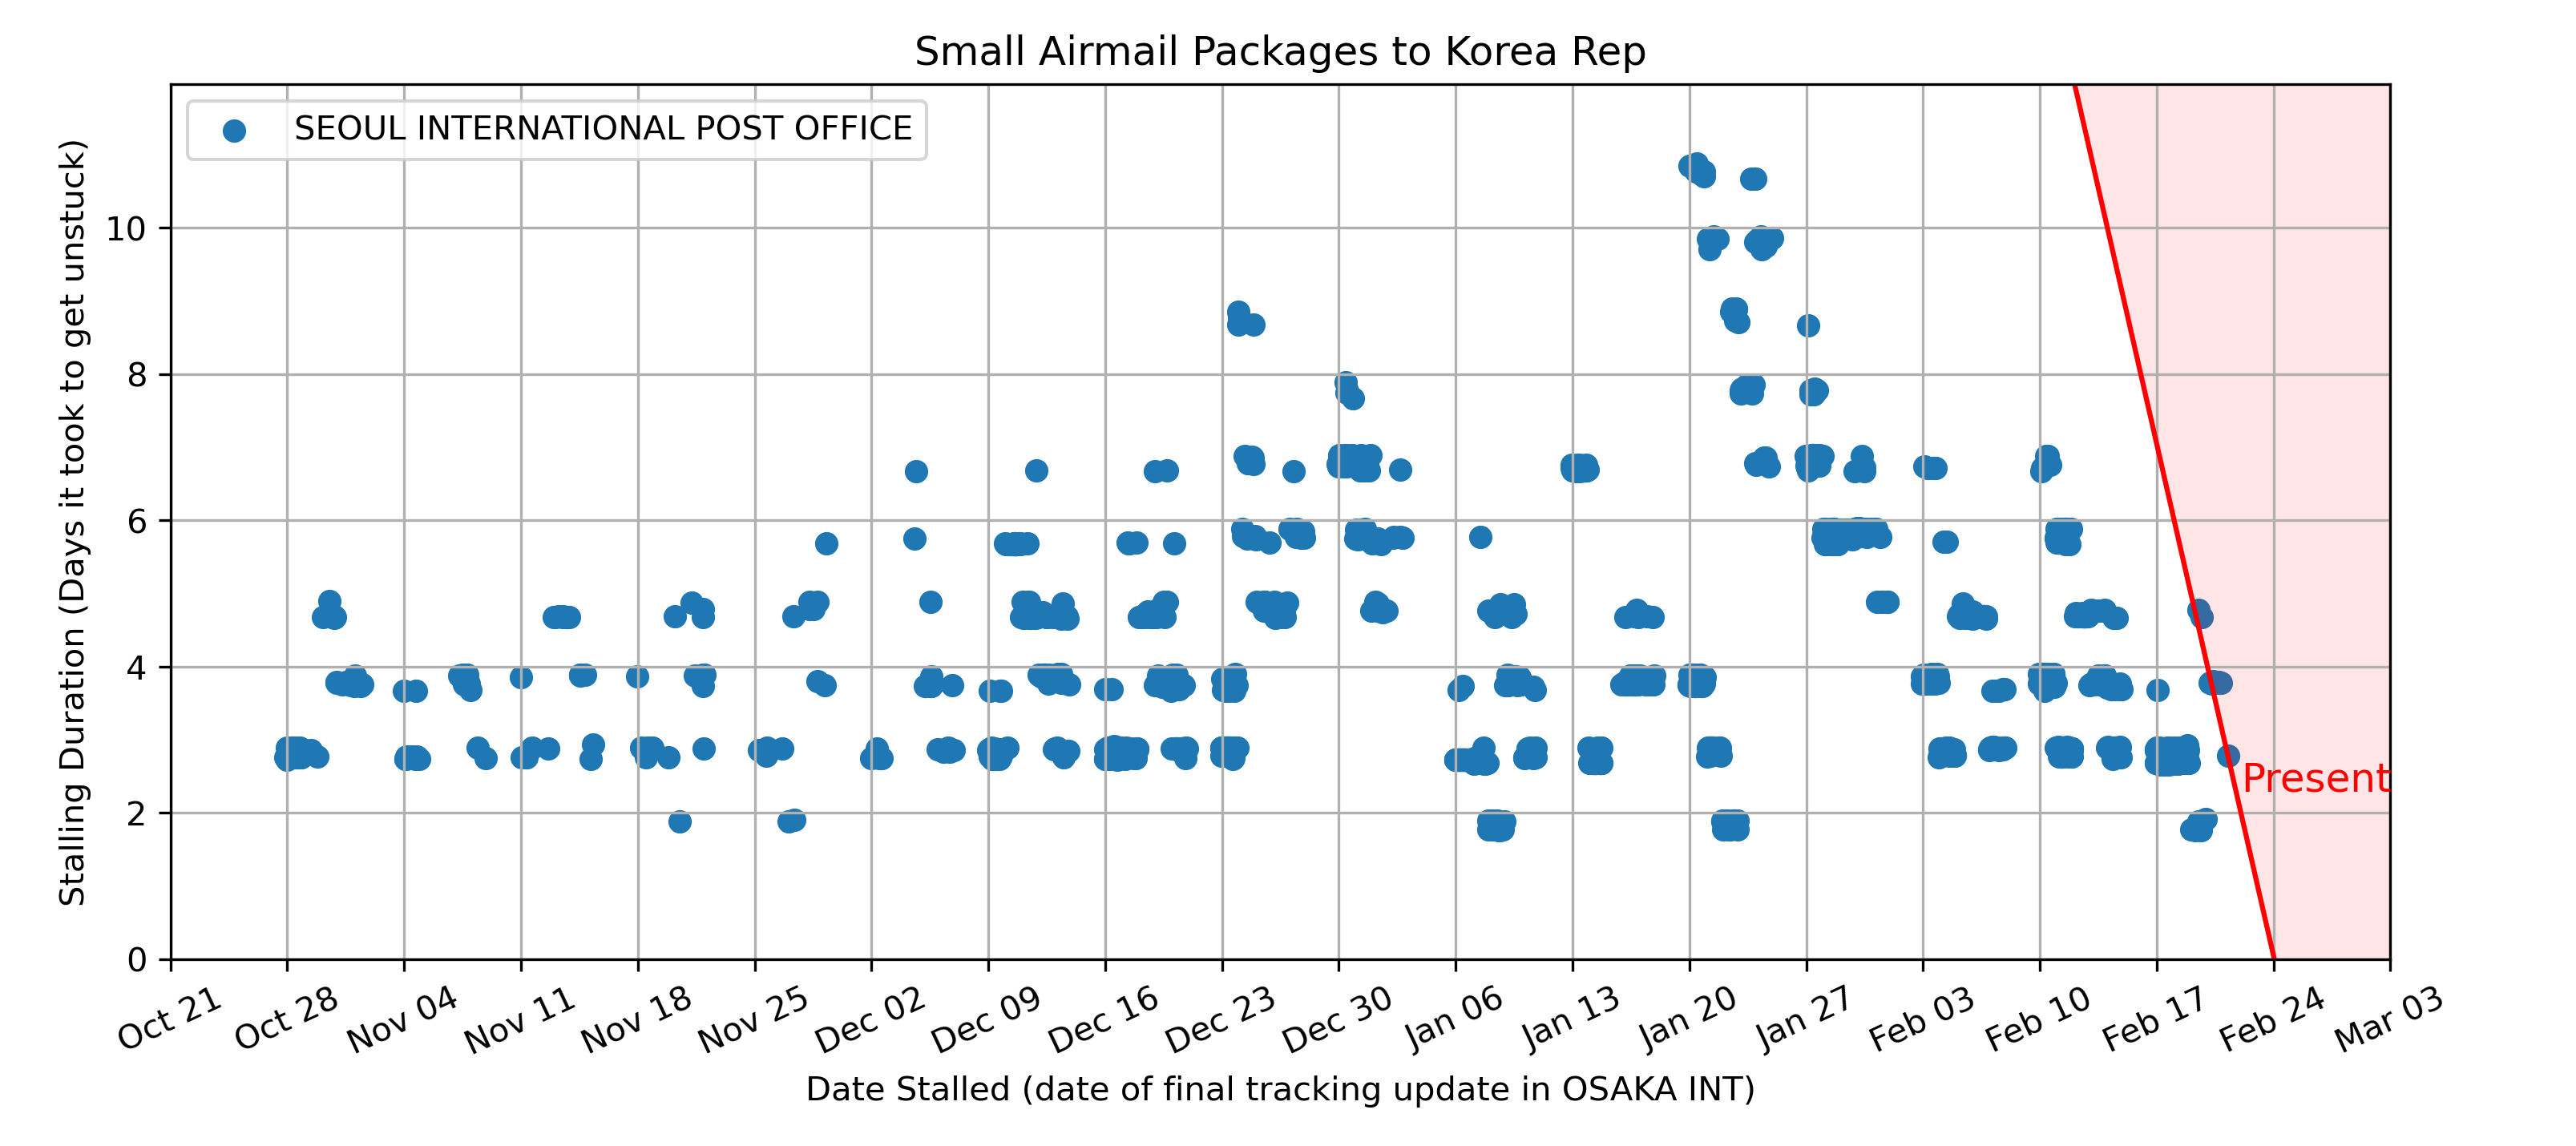 Small Airmail Packages to Korea Rep
SEOUL INTERNATIONAL POST OFFICE
Stalling Duration (Days it took to get unstuck)
10
8
6
4
2
0
Present
Oct 21 Oct 28 Nov 04 Nov 11 Nov 18 Nov 25 Dec 02 Dec 09 Dec 16 Dec 23 Dec 30 Jan 06 Jan 13 Jan 20 Jan 27 Feb 03 Feb 10 Feb 17 Feb 24 Mar 03
Date Stalled (date of final tracking update in OSAKA INT)